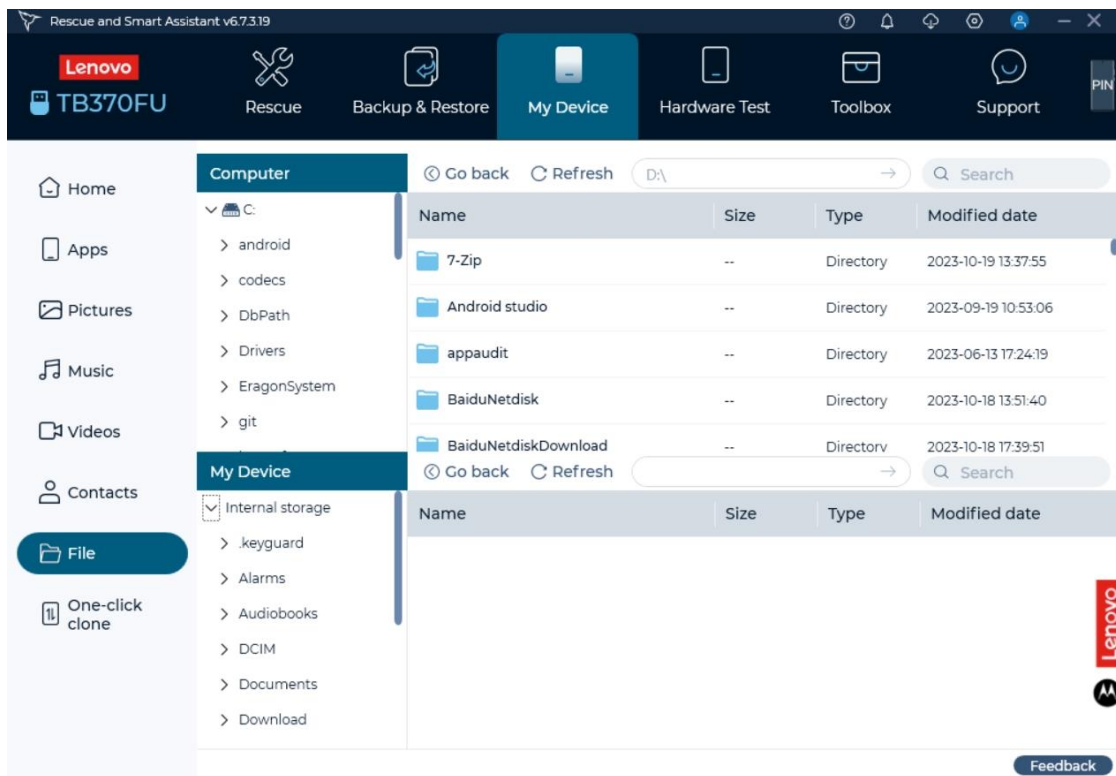 Rescue and Smart Assistant v6.7.3.19
Lenovo
TB370FU
Rescue
Backup & Restore
My Device
Hardware Test
Toolbox
Support
PIN
Home
Apps
Pictures
Music
Videos
Contacts
File
One-click
clone
Computer
C:
android
codecs
DbPath
Drivers
EragonSystem
git
Go back Refresh D:\ Search
Name Size Type Modified date
7-Zip -- Directory 2023-10-19 13:37:55
Android studio -- Directory 2023-09-19 10:53:06
appaudit -- Directory 2023-06-13 17:24:19
BaiduNetdisk -- Directory 2023-10-18 13:51:40
BaiduNetdiskDownload -- Directory 2023-10-18 17:39:51
My Device
Internal storage
.keyguard
Alarms
Audiobooks
DCIM
Documents
Download
Go back Refresh Search
Name Size Type Modified date
Lenovo
Feedback